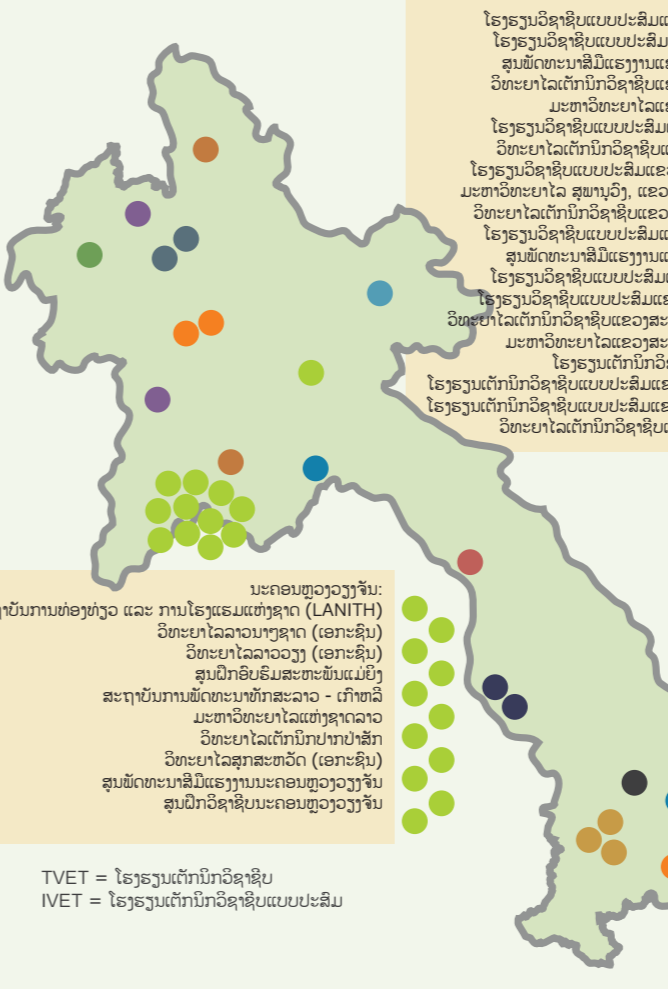 ໂຮງຮຽນວິຊາຊີບແບບປະສົມ
ໂຮງຮຽນວິຊາຊີບແບບປະສົມ
ສູນພັດທະນາສີມືແຮງງານ
ວິທະຍາໄລເຕັກນິກວິຊາຊີບ
ມະຫາວິທະຍາໄລ
ໂຮງຮຽນວິຊາຊີບແບບປະສົມ
ວິທະຍາໄລເຕັກນິກວິຊາຊີບ
ໂຮງຮຽນວິຊາຊີບແບບປະສົມແຂວ
ມະຫາວິທະຍາໄລ ສຸພານຸວົງ, ແຂວ
ວິທະຍາໄລເຕັກນິກວິຊາຊີບແຂວ
ໂຮງຮຽນວິຊາຊີບແບບປະສົມ
ສູນພັດທະນາສີມືແຮງງານ
ໂຮງຮຽນວິຊາຊີບແບບປະສົມ
ໂຮງຮຽນວິຊາຊີບແບບປະສົມ
ວິທະຍາໄລເຕັກນິກວິຊາຊີບແຂວງສະ
ມະຫາວິທະຍາໄລແຂວງສະ
ໂຮງຮຽນເຕັກນິກວິຊ
ໂຮງຮຽນເຕັກນິກວິຊາຊີບແບບປະສົມ
ໂຮງຮຽນເຕັກນິກວິຊາຊີບແບບປະສົມ
ວິທະຍາໄລເຕັກນິກວິຊາຊີບ
ນະຄອນຫຼວງວຽງຈັນ:
າບັນການທ່ອງທ່ຽວ ແລະ ການໂຮງແຮມແຫ່ງຊາດ (LANITH)
ວິທະຍາໄລລາວນາໆຊາດ (ເອກະຊົນ)
ວິທະຍາໄລລາວວຽງ (ເອກະຊົນ)
ສູນຝຶກອົບຮົມສະຫະພັນແມ່ຍິງ
ສະຖາບັນການພັດທະນາທັກສະລາວ - ເກົາຫລີ
ມະຫາວິທະຍາໄລແຫ່ງຊາດລາວ
ວິທະຍາໄລເຕັກນິກປາກປ່າສັກ
ວິທະຍາໄລສຸກສະຫວັດ (ເອກະຊົນ)
ສູນພັດທະນາສີມືແຮງງານນະຄອນຫຼວງວຽງຈັນ
ສູນຝຶກວິຊາຊີບນະຄອນຫຼວງວຽງຈັນ
TVET = ໂຮງຮຽນເຕັກນິກວິຊາຊີບ
IVET = ໂຮງຮຽນເຕັກນິກວິຊາຊີບແບບປະສົມ